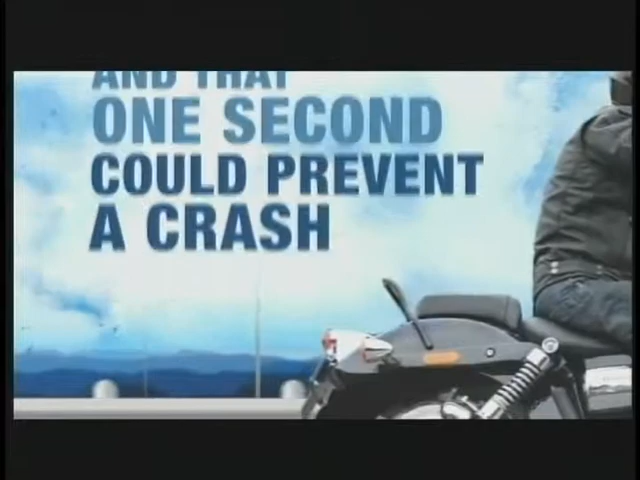 AND THAT
ONE SECOND
COULD PREVENT
A CRASH